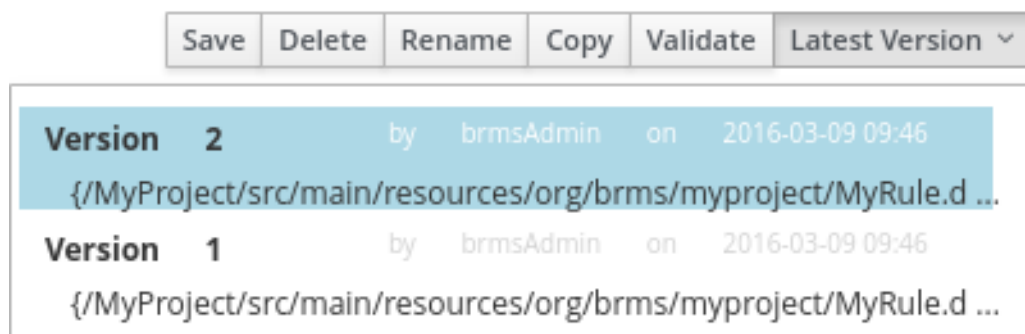 Save Delete Rename Copy Validate Latest Version
Version 2 by brmsAdmin on 2016-03-09 09:46
{/MyProject/src/main/resources/org/brms/myproject/MyRule.d ...
Version 1 by brmsAdmin on 2016-03-09 09:46
{/MyProject/src/main/resources/org/brms/myproject/MyRule.d ...